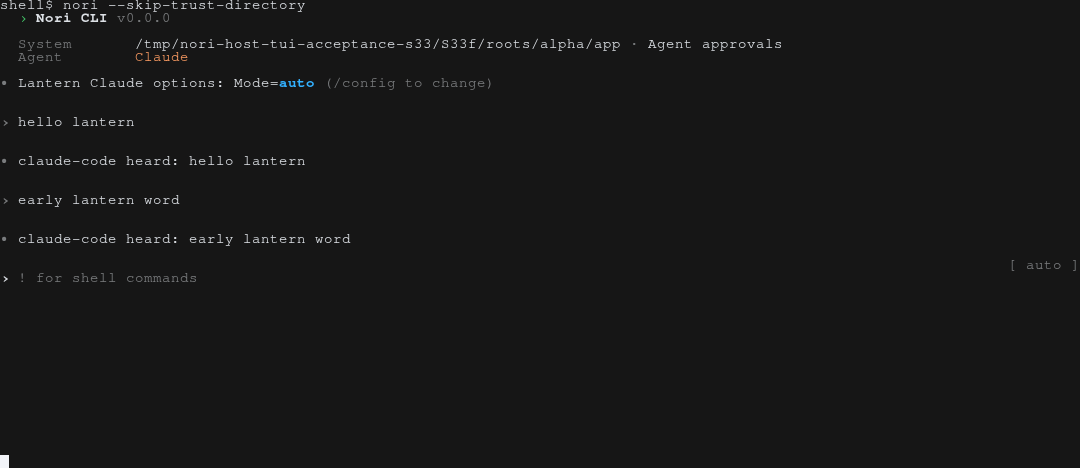 shell$ nori --skip-trust-directory
› Nori CLI v0.0.0
System /tmp/nori-host-tui-acceptance-s33/S33f/roots/alpha/app · Agent approvals
Agent Claude
• Lantern Claude options: Mode=auto (/config to change)
› hello lantern
• claude-code heard: hello lantern
› early lantern word
• claude-code heard: early lantern word
[ auto ]
› ! for shell commands